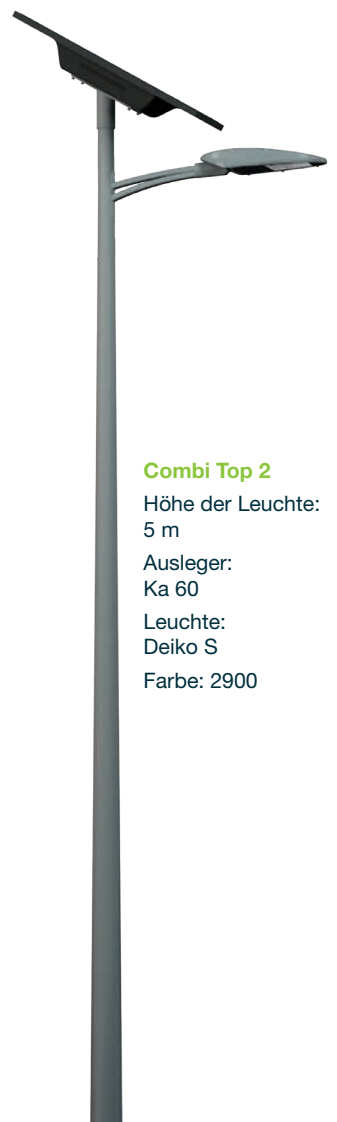 Combi Top 2
Höhe der Leuchte:
5 m
Ausleger:
Ka 60
Leuchte:
Deiko S
Farbe: 2900